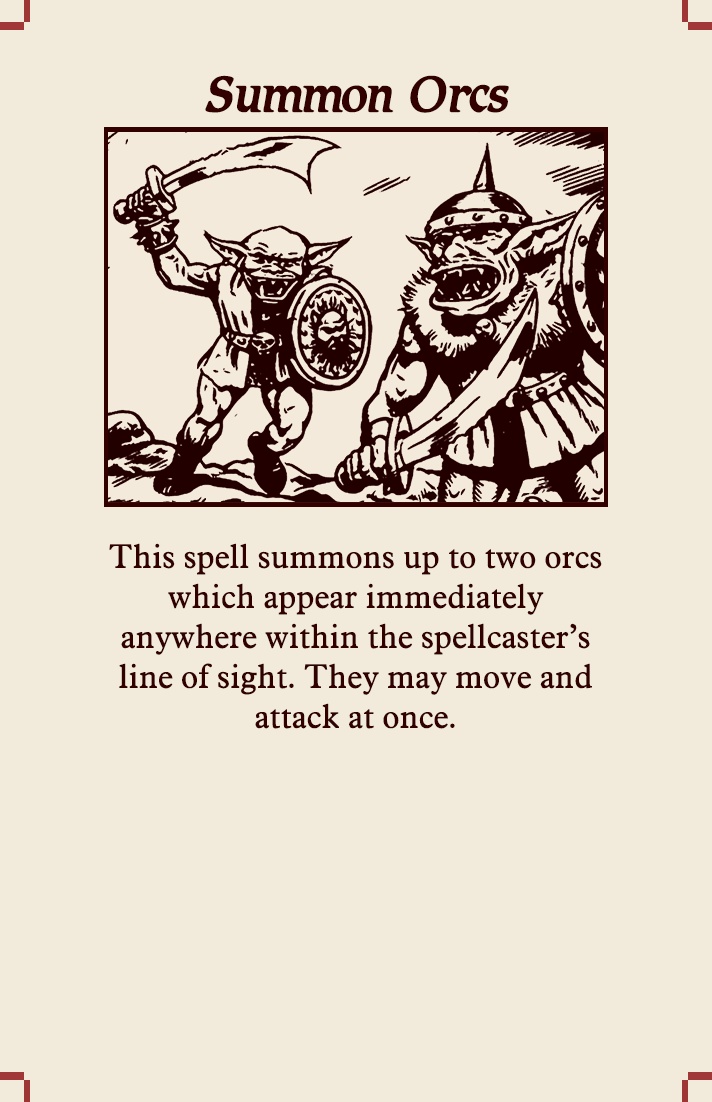 Summon Orcs
This spell summons up to two orcs
which appear immediately
anywhere within the spellcaster’s
line of sight. They may move and
attack at once.